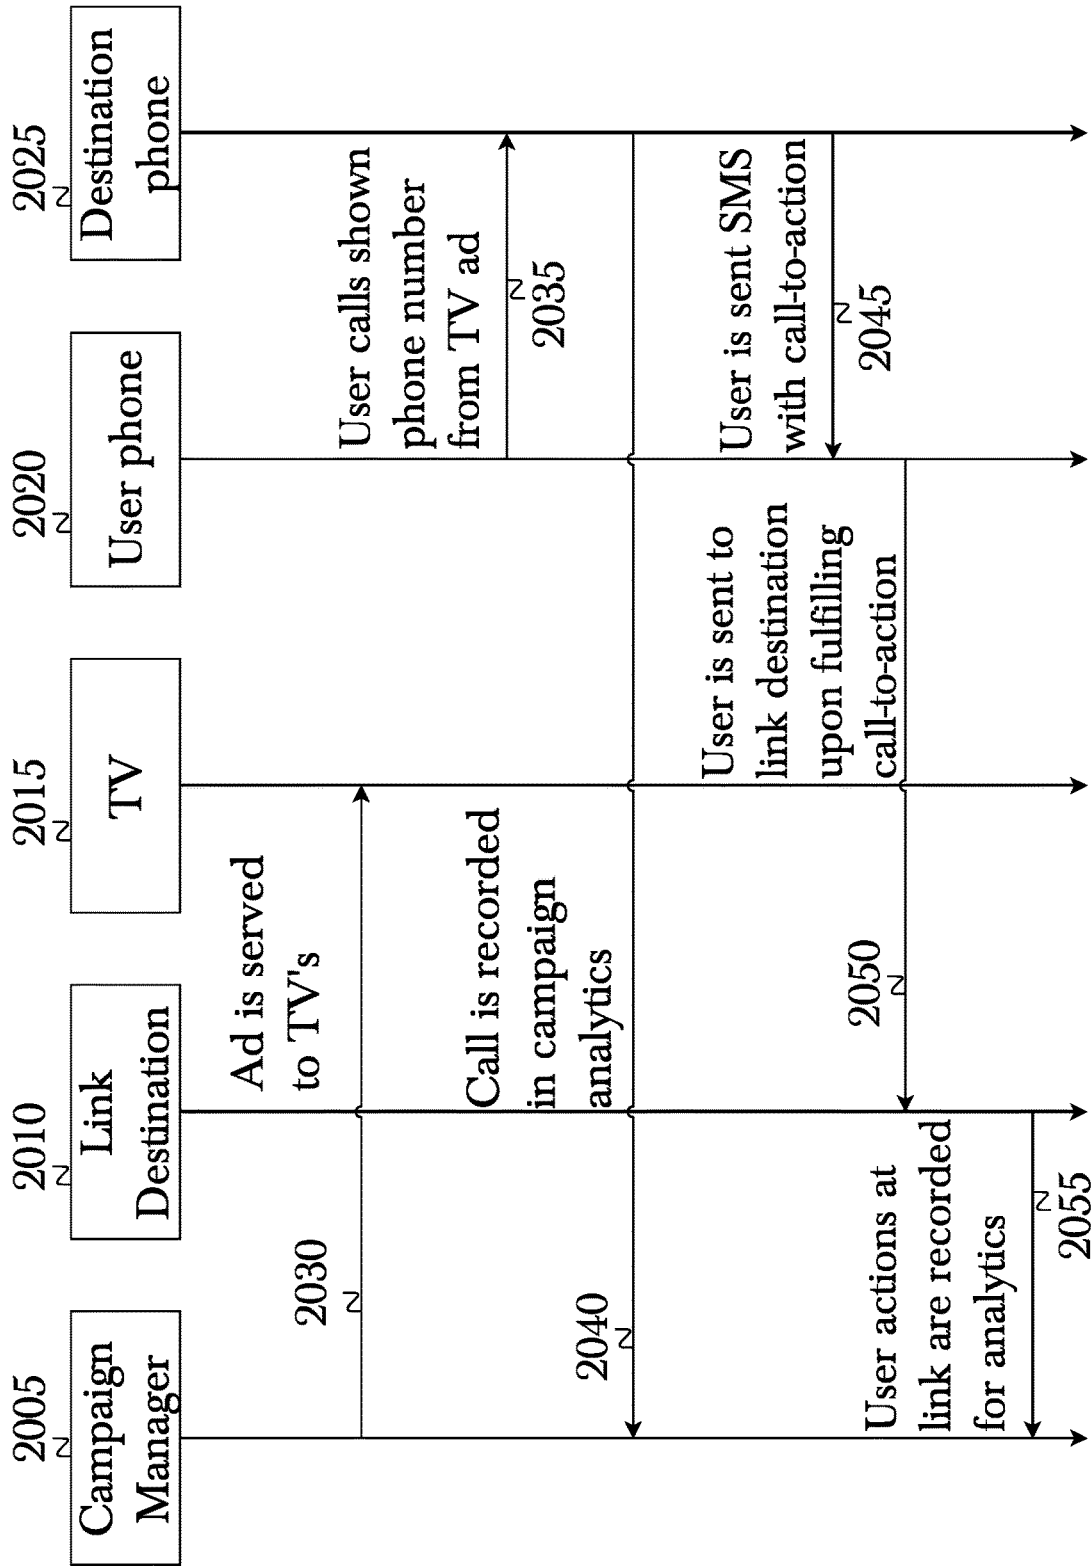 2005
Campaign
Manager
2010
Link
Destination
2015
TV
2020
User phone
2025
Destination
phone
Ad is served
to TV's
2030
User calls shown
phone number
from TV ad
2035
Call is recorded
in campaign
analytics
2040
User is sent SMS
with call-to-action
2045
User is sent to
link destination
upon fulfilling
call-to-action
2050
User actions at
link are recorded
for analytics
2055